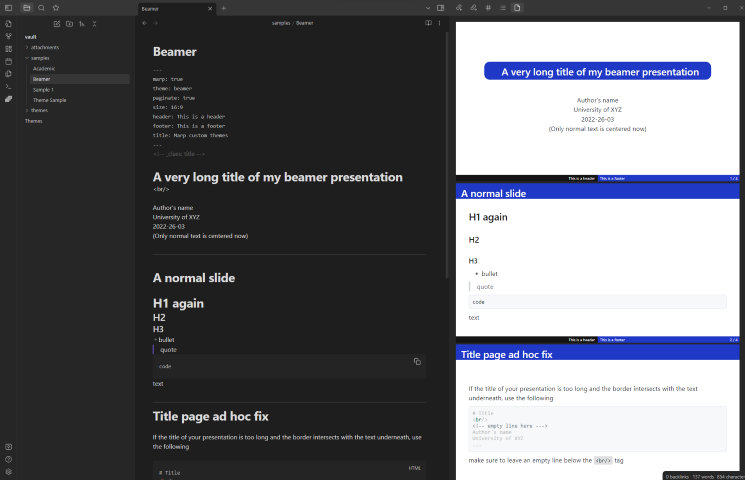 Beamer
samples / Beamer
vault
attachments
samples
Academic
Beamer
Sample 1
Theme Sample
themes
Themes
Beamer
---
marp: true
theme: beamer
paginate: true
size: 16:9
header: This is a header
footer: This is a footer
title: Marp custom themes
---
<!-- _class: title -->
A very long title of my beamer presentation
<br/>
Author's name
University of XYZ
2022-26-03
(Only normal text is centered now)
A normal slide
H1 again
H2
H3
bullet
quote
code
text
Title page ad hoc fix
If the title of your presentation is too long and the border intersects with the text underneath, use
the following
HTML
# Title
A very long title of my beamer presentation
Author's name
University of XYZ
2022-26-03
(Only normal text is centered now)
This is a header
This is a footer
1 / 4
A normal slide
H1 again
H2
H3
bullet
quote
code
text
This is a header
This is a footer
2 / 4
Title page ad hoc fix
If the title of your presentation is too long and the border intersects with the text
underneath, use the following
# Title
<br/>
<!-- empty line here --->
Author's name
University of XYZ
make sure to leave an empty line below the <br/> tag
0 backlinks 137 words 854 character